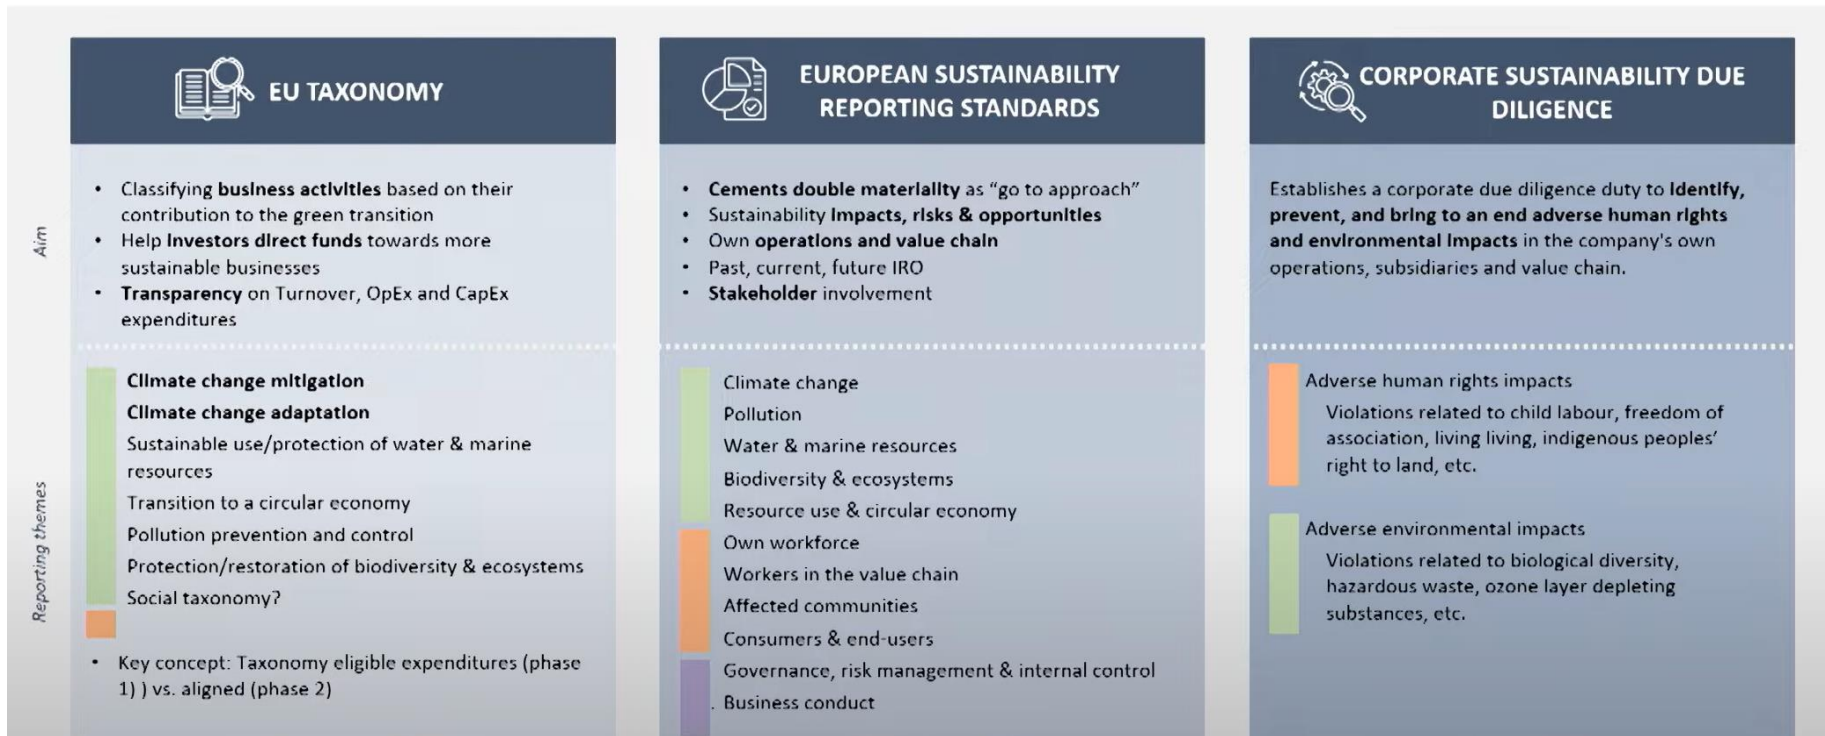 EU TAXONOMY
Aim
• Classifying business activities based on their
contribution to the green transition
• Help investors direct funds towards more
sustainable businesses
• Transparency on Turnover, OpEx and CapEx
expenditures
Reporting themes
Climate change mitigation
Climate change adaptation
Sustainable use/protection of water & marine
resources
Transition to a circular economy
Pollution prevention and control
Protection/restoration of biodiversity & ecosystems
Social taxonomy?
• Key concept: Taxonomy eligible expenditures (phase
1) ) vs. aligned (phase 2)
EUROPEAN SUSTAINABILITY
REPORTING STANDARDS
• Cements double materiality as “go to approach”
• Sustainability impacts, risks & opportunities
• Own operations and value chain
• Past, current, future IRO
• Stakeholder involvement
Climate change
Pollution
Water & marine resources
Biodiversity & ecosystems
Resource use & circular economy
Own workforce
Workers in the value chain
Affected communities
Consumers & end-users
Governance, risk management & internal control
. Business conduct
CORPORATE SUSTAINABILITY DUE
DILIGENCE
Establishes a corporate due diligence duty to identify,
prevent, and bring to an end adverse human rights
and environmental impacts in the company's own
operations, subsidiaries and value chain.
Adverse human rights impacts
Violations related to child labour, freedom of
association, living living, indigenous peoples’
right to land, etc.
Adverse environmental impacts
Violations related to biological diversity,
hazardous waste, ozone layer depleting
substances, etc.